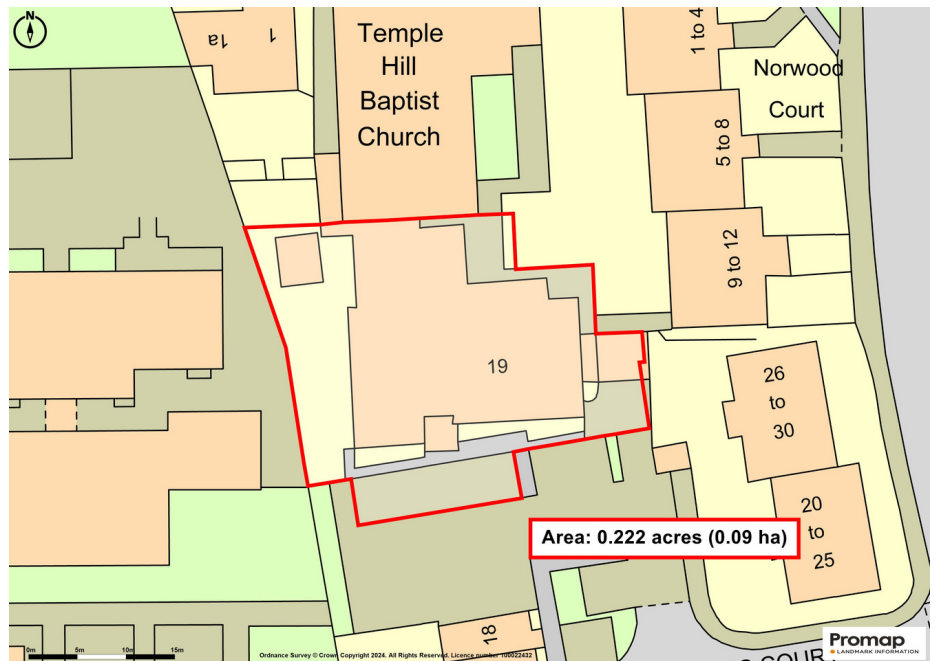 N
1a
1
Temple
Hill
Baptist
Church
1 to 4
Norwood
Court
5 to 8
9 to 12
19
26
to
30
20
to
25
Area: 0.222 acres (0.09 ha)
18
0m 5m 10m 15m
Ordnance Survey © Crown Copyright 2024. All Rights Reserved. Licence number 100022432
Promap
LANDMARK INFORMATION